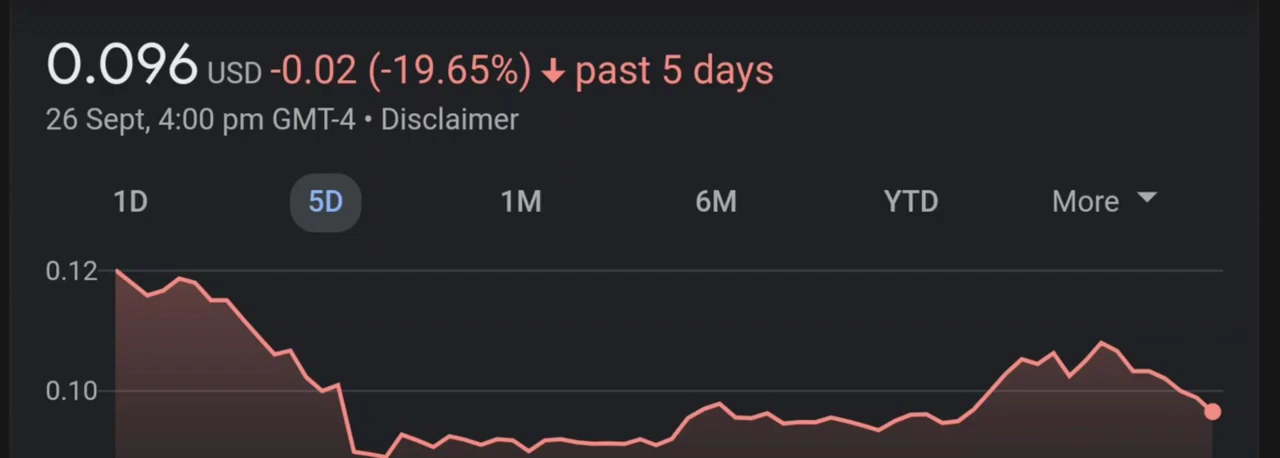 0.096 USD -0.02 (-19.65%) ↓ past 5 days
26 Sept, 4:00 pm GMT-4 • Disclaimer
1D 5D 1M 6M YTD More
0.12
0.10